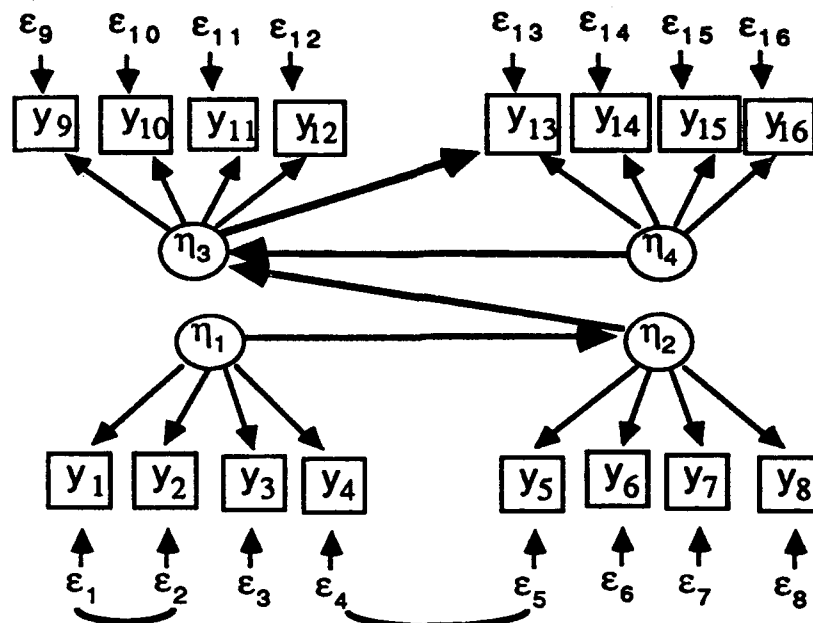 ε9 ε10 ε11 ε12 ε13 ε14 ε15 ε16
y9 y10 y11 y12 y13 y14 y15 y16
η3 η4
η1 η2
y1 y2 y3 y4 y5 y6 y7 y8
ε1 ε2 ε3 ε4 ε5 ε6 ε7 ε8